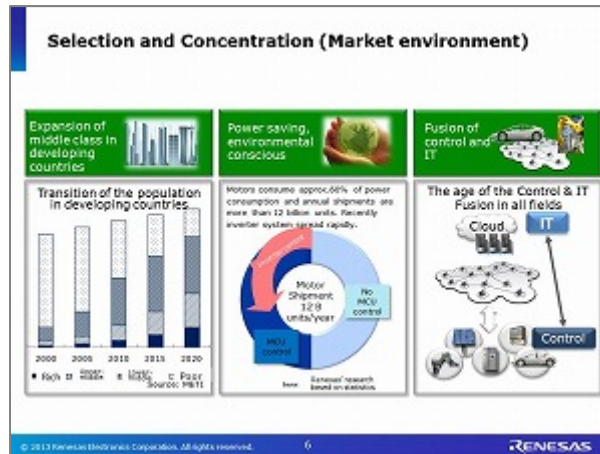 Selection and Concentration (Market environment)
Expansion of
middle class in
developing
countries
Power saving,
environmental
conscious
Fusion of
control and
IT
Transition of the population
in developing countries
2000 2005 2010 2015 2020
Rich Poor
Source: METI
Motors consume approx.60% of power
consumption and annual shipments are
more than 12 billion units. Recently
inverter system spread rapidly.
Motor
Shipment
12B
units/year
No
MCU
control
MCU
control
Renesas' research
based on statistics
The age of the Control & IT
Fusion in all fields
Cloud
IT
Control
© 2013 Renesas Electronics Corporation. All rights reserved.
6
RENESAS